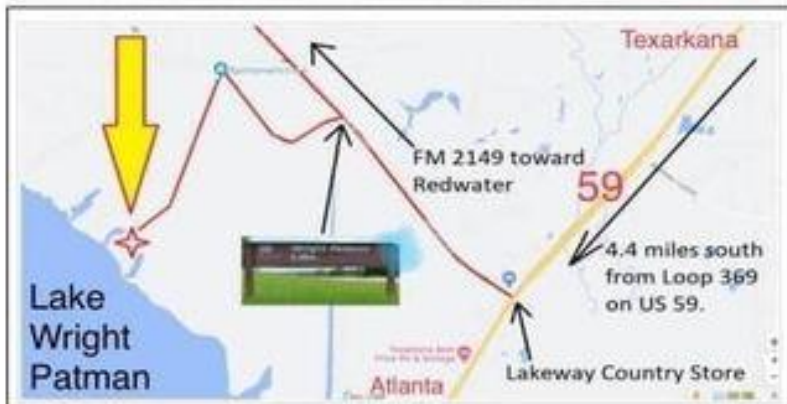 Texarkana
FM 2149 toward
Redwater
59
4.4 miles south
from Loop 369
on US 59.
Lake
Wright
Patman
Lakeway Country Store
Atlanta